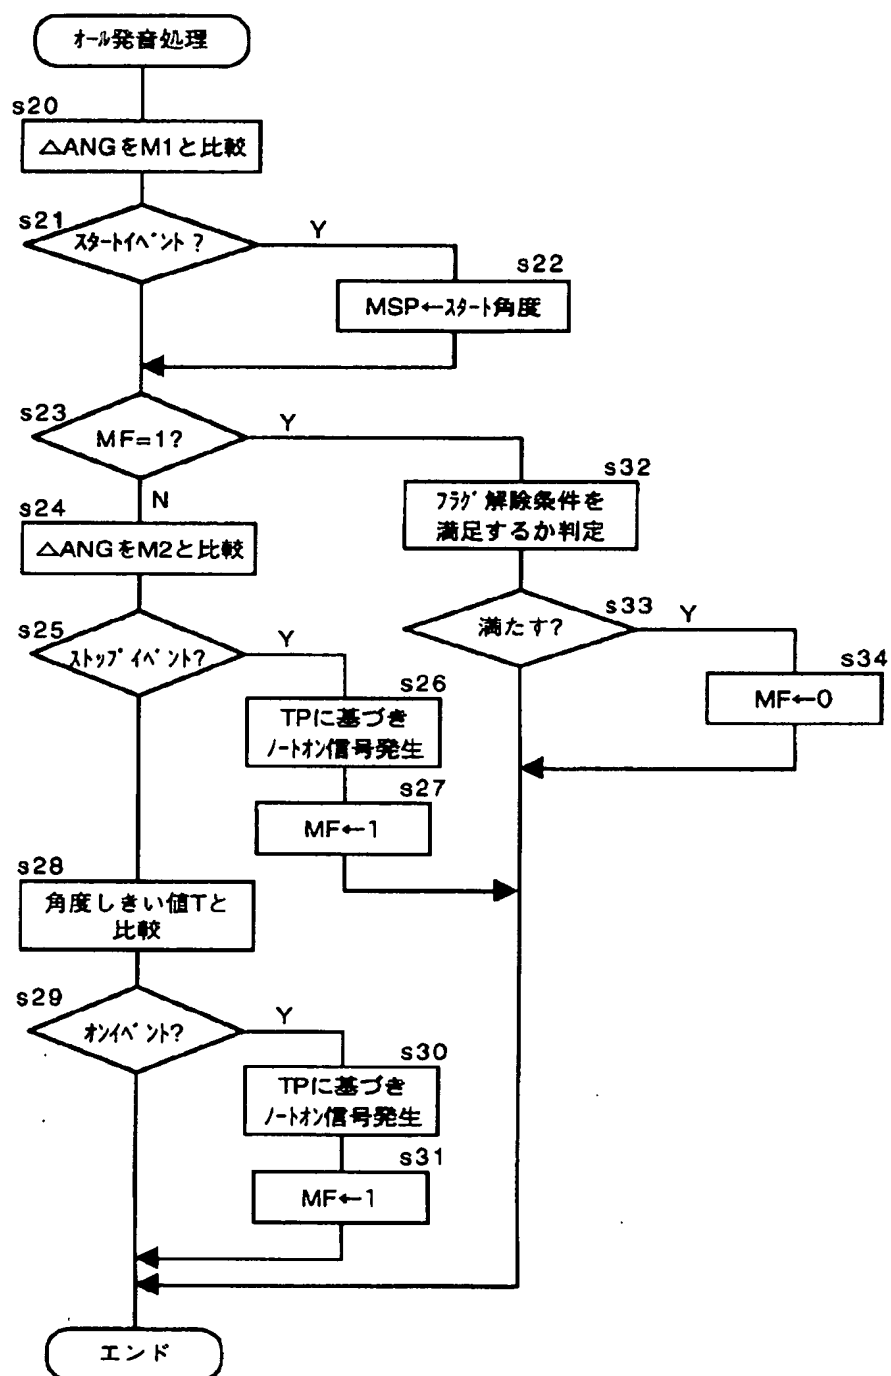 オール発音処理
s20
△ANGをM1と比較
s21
スタートイベント?
Y
s22
MSP←スタート角度
s23
MF=1?
Y
N
s24
△ANGをM2と比較
s25
ストップイベント?
Y
s26
TPに基づき
ノートオン信号発生
s27
MF←1
s28
角度しきい値Tと
比較
s29
オンイベント?
Y
s30
TPに基づき
ノートオン信号発生
s31
MF←1
s32
フラグ解除条件を
満足するか判定
s33
満たす?
Y
s34
MF←0
エンド